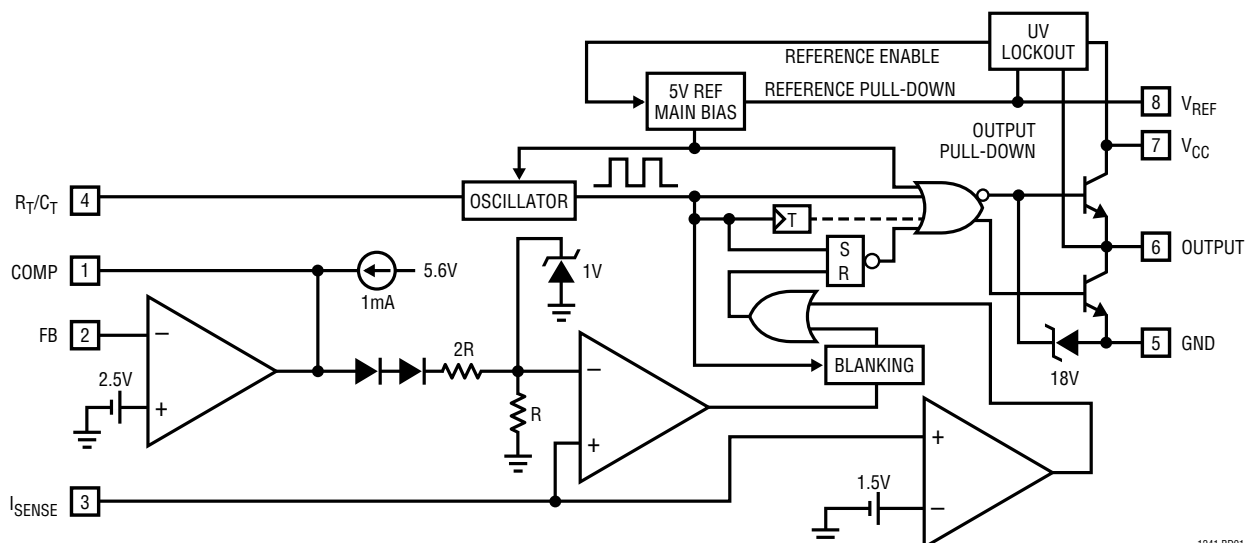 UV
LOCKOUT
REFERENCE ENABLE
5V REF
MAIN BIAS
REFERENCE PULL-DOWN
8 VREF
OUTPUT
PULL-DOWN
7 VCC
RT/CT 4
OSCILLATOR
T
S
R
6 OUTPUT
COMP 1
5.6V
1mA
1V
FB 2
–
2R
–
BLANKING
18V
5 GND
2.5V
+
R
+
+
ISENSE 3
1.5V
–